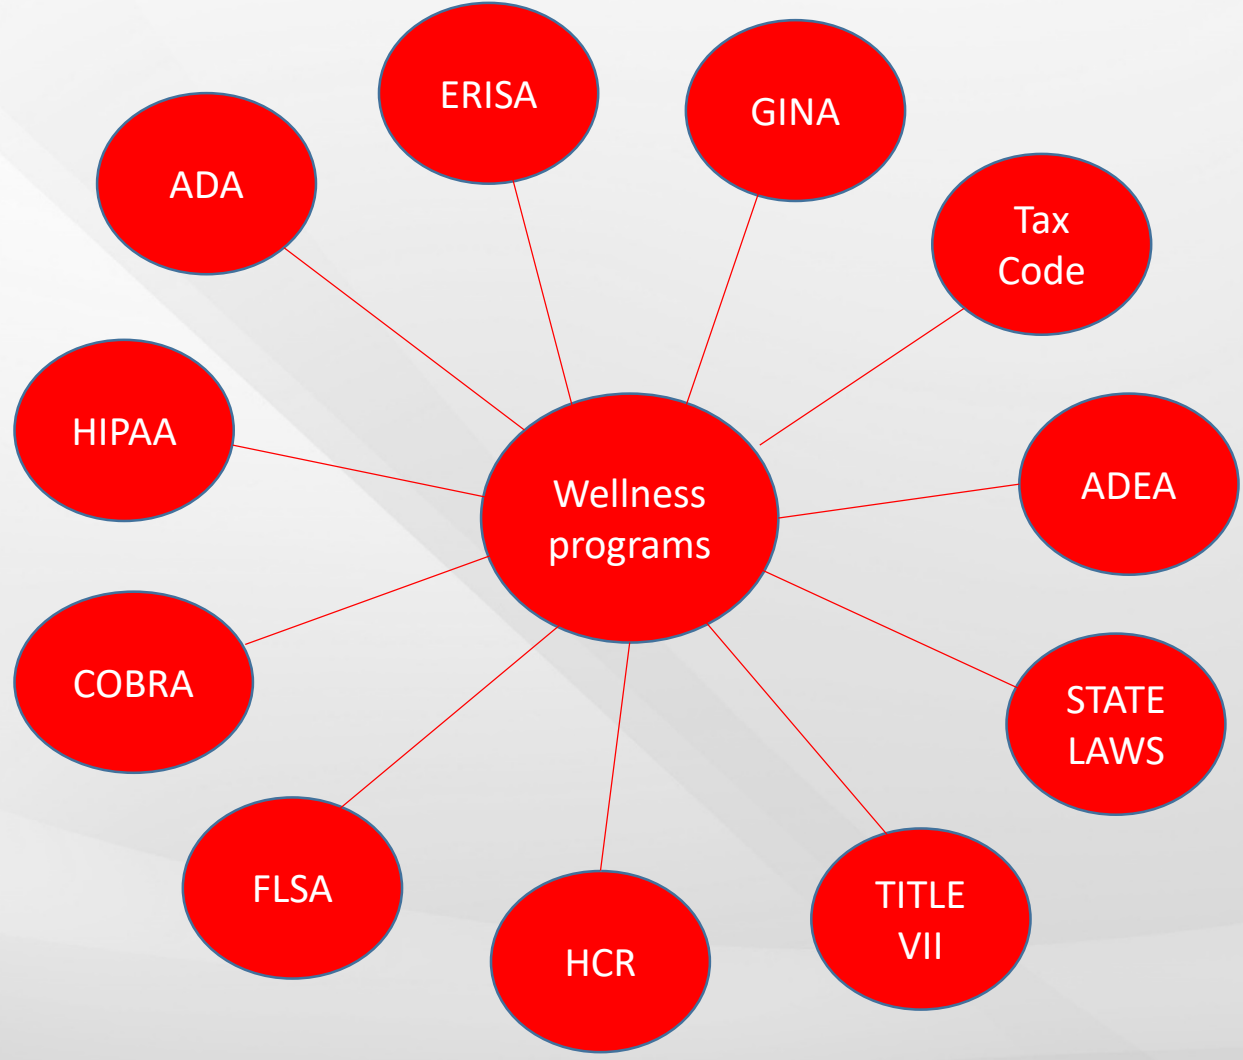 ERISA
GINA
ADA
Tax
Code
HIPAA
ADEA
Wellness
programs
COBRA
STATE
LAWS
FLSA
TITLE
VII
HCR